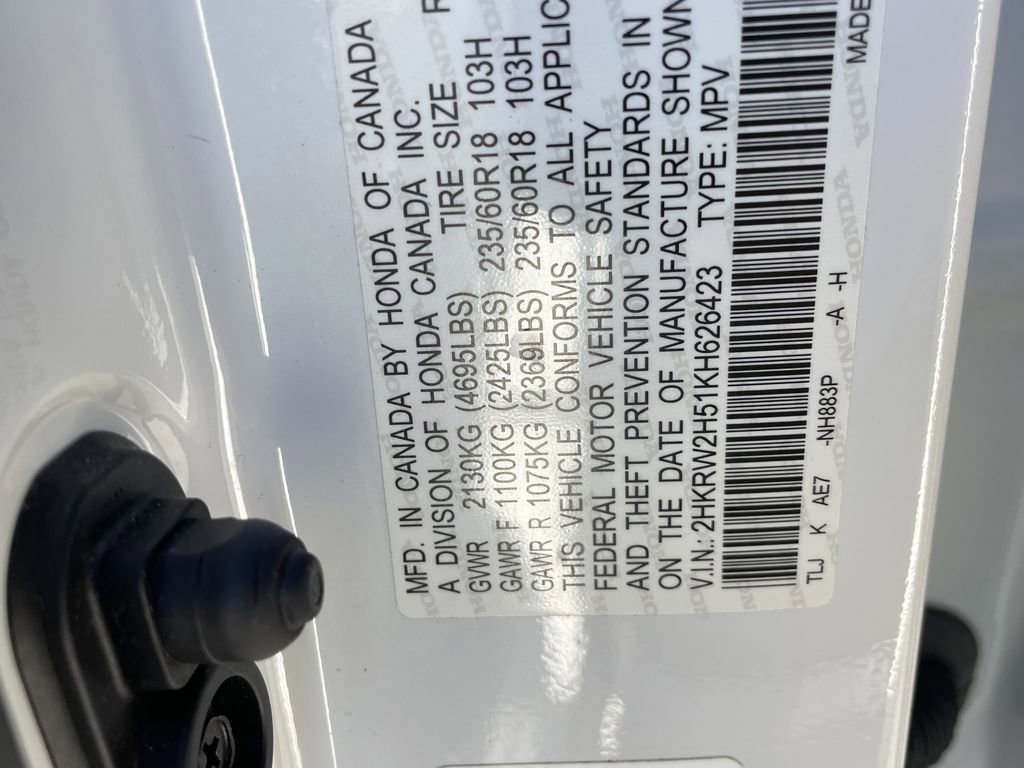 MFD. IN CANADA BY HONDA OF CANADA
A DIVISION OF HONDA CANADA INC.
TIRE SIZE R
GVWR 2130KG (4695LBS)
GAWR F 1100KG (2425LBS) 235/60R18 103H
GAWR R 1075KG (2369LBS) 235/60R18 103H
THIS VEHICLE CONFORMS TO ALL APPLIC
FEDERAL MOTOR VEHICLE SAFETY
AND THEFT PREVENTION STANDARDS IN
ON THE DATE OF MANUFACTURE SHOWN
V.I.N.: 2HKRW2H51KH626423 TYPE: MPV
TLJ K AE7 -NH883P -A -H MADE